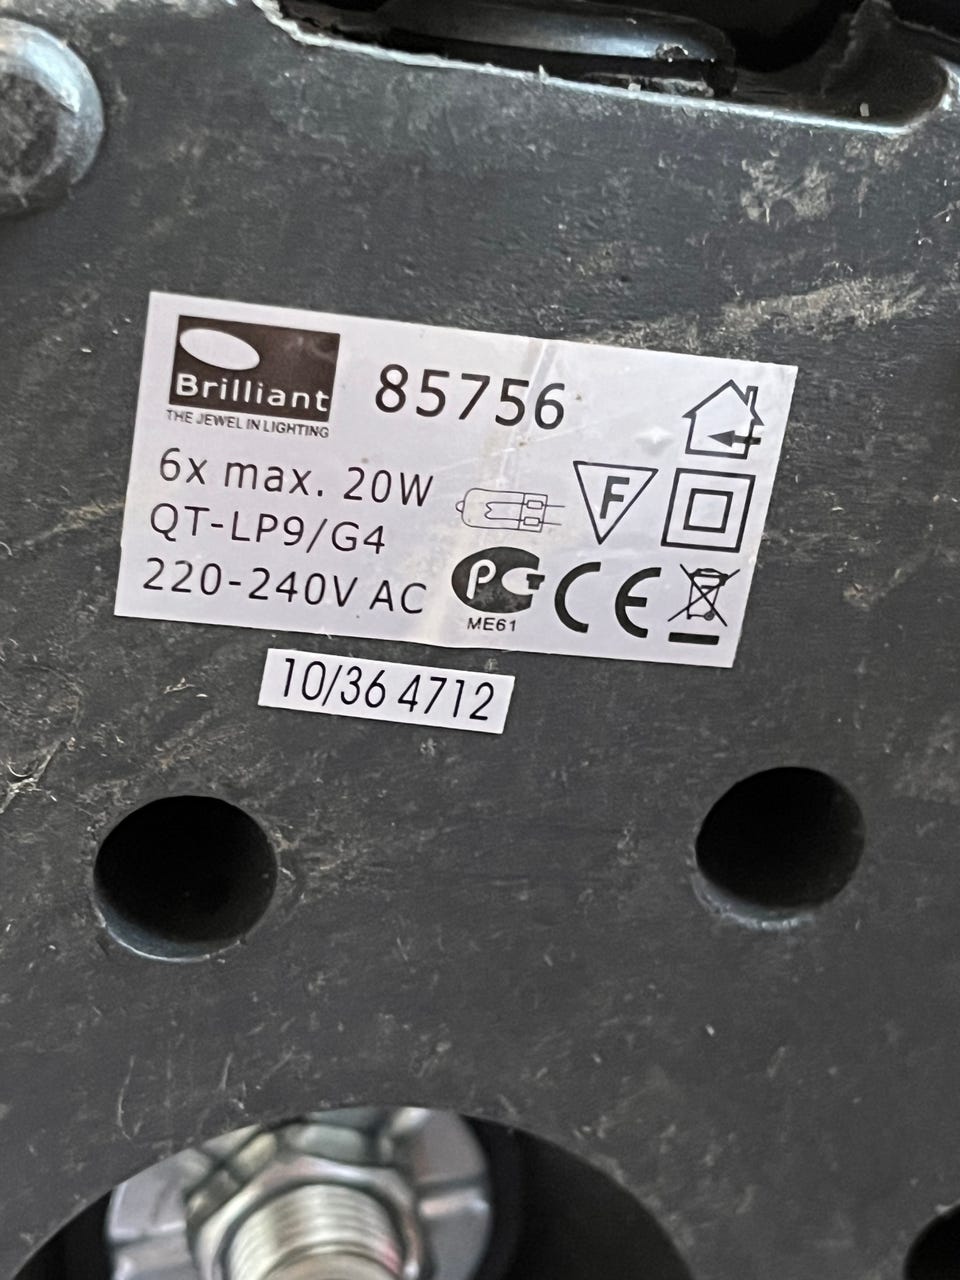 Brilliant
THE JEWEL IN LIGHTING
85756
6x max. 20W
QT-LP9/G4
220-240V AC
F
PG
ME61
CE
10/36 4712